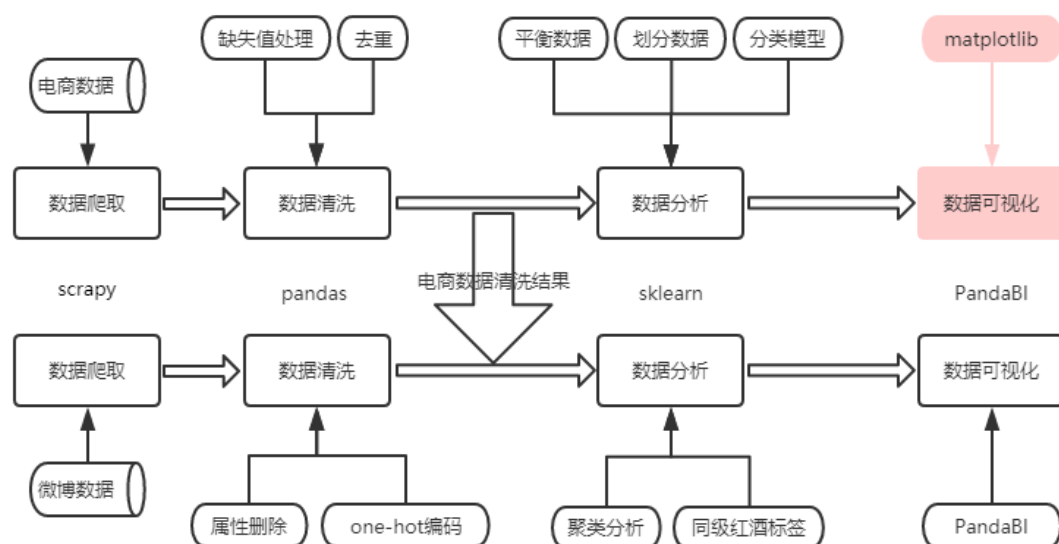 缺失值处理
去重
平衡数据
划分数据
分类模型
matplotlib
电商数据
数据爬取
数据清洗
数据分析
数据可视化
scrapy
pandas
电商数据清洗结果
sklearn
PandaBI
数据爬取
数据清洗
数据分析
数据可视化
微博数据
属性删除
one-hot编码
聚类分析
同级红酒标签
PandaBI